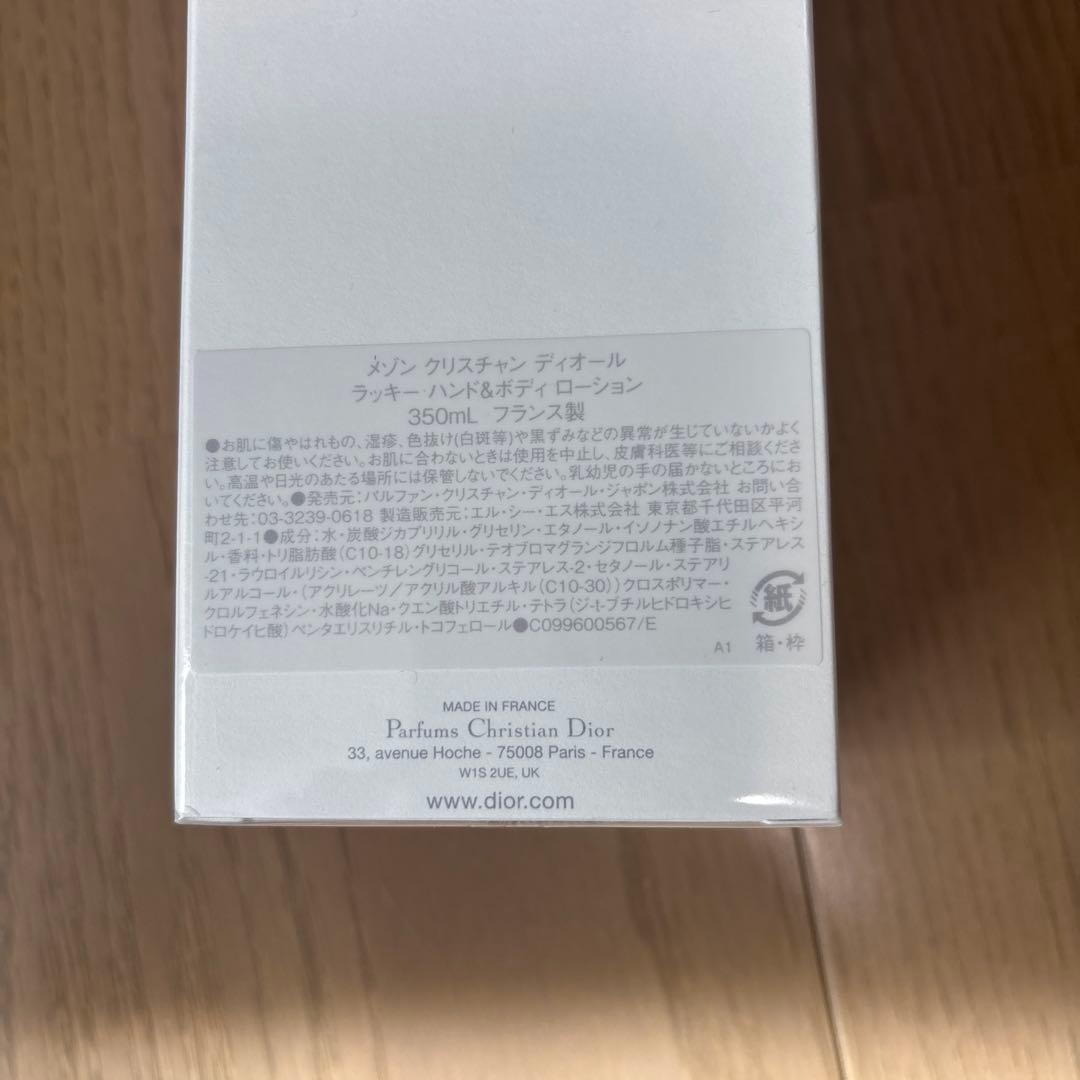 メゾン クリスチャン ディオール
ラッキー ハンド&ボディ ローション
350mL フランス製
●お肌に傷やはれもの、湿疹、色抜け(白斑等)や黒ずみなどの異常が生じていないかよく
注意してお使いください。お肌に合わないときは使用を中止し、皮膚科医等にご相談くださ
い。高温や日光のあたる場所には保管しないでください。乳幼児の手の届かないところにお
いてください。●発売元:パルファン・クリスチャン・ディオール・ジャポン株式会社 お問い合
わせ先:03-3239-0618 製造販売元:エル・シー・エス株式会社 東京都千代田区平河
町2-1-1●成分:水・炭酸ジカプリリル・グリセリン・エタノール・イソノナン酸エチルヘキシ
ル・香料・トリ脂肪酸(C10-18)グリセリル・テオブロマグランジフロルム種子脂・ステアレス
-21・ラウロイルリシン・ペンチレングリコール・ステアレス-2・セタノール・ステアリ
ルアルコール・(アクリレーツ/アクリル酸アルキル(C10-30))クロスポリマー・
クロルフェネシン・水酸化Na・クエン酸トリエチル・テトラ(ジ-t-ブチルヒドロキシヒ
ドロケイヒ酸)ペンタエリスリチル・トコフェロール●C099600567/E
紙
A1 箱・枠
MADE IN FRANCE
Parfums Christian Dior
33, avenue Hoche - 75008 Paris - France
W1S 2UE, UK
www.dior.com